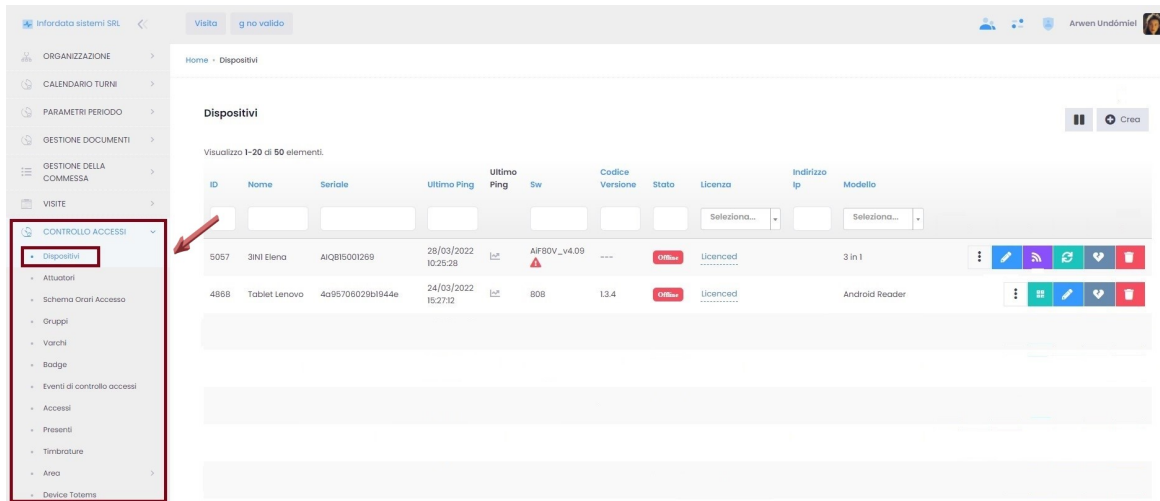 Infordata sistemi SRL
Visita
g no valido
Arwen Undómiel
ORGANIZZAZIONE
CALENDARIO TURNI
PARAMETRI PERIODO
GESTIONE DOCUMENTI
GESTIONE DELLA
COMMESSA
VISITE
CONTROLLO ACCESSI
Dispositivi
Attuatori
Schema Orari Accesso
Gruppi
Varchi
Badge
Eventi di controllo accessi
Accessi
Presenti
Timbrature
Area
Device Totems
Home • Dispositivi
Dispositivi
Crea
Visualizzo 1-20 di 50 elementi.
ID Nome Seriale Ultimo Ping Ultimo Ping Sw Codice Versione Stato Licenza Indirizzo Ip Modello
Seleziona... Seleziona...
5057 3IN1 Elena AIQB15001269 28/03/2022 10:25:28 AiF80V_v4.09 --- Offline Licenced 3 in 1
4868 Tablet Lenovo 4a95706029b1944e 24/03/2022 15:27:12 808 1.3.4 Offline Licenced Android Reader